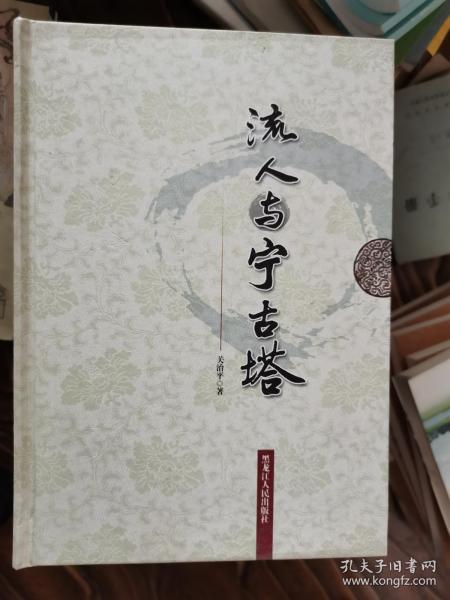 流人与宁古塔
关治平 著
黑龙江人民出版社
孔夫子旧书网
www.kongfz.com